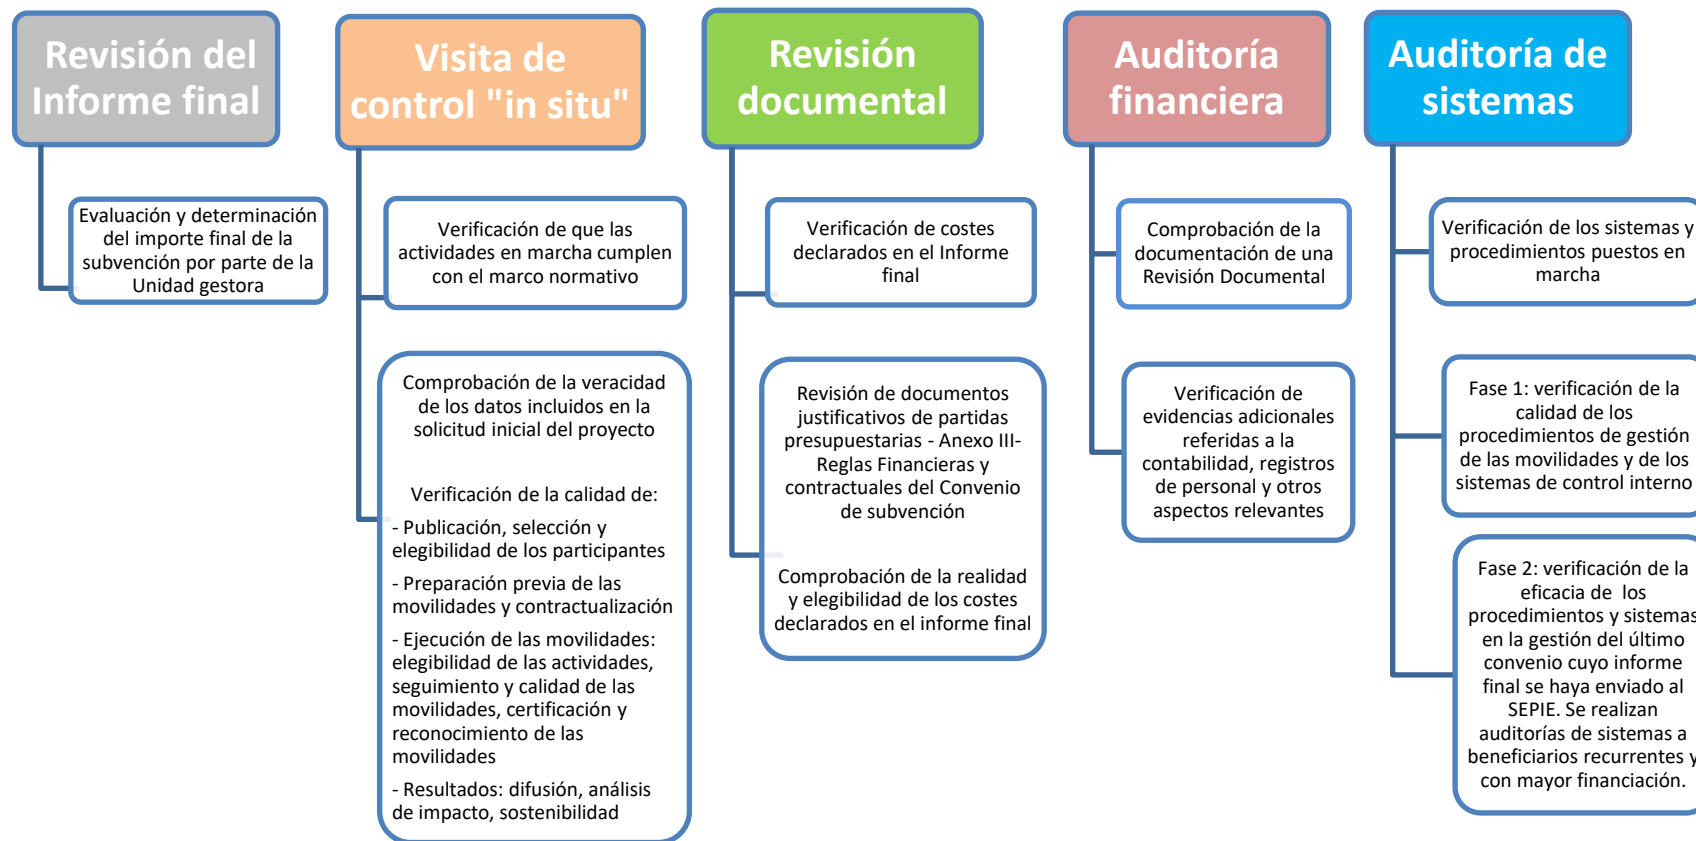 Revisión del
Informe final
Evaluación y determinación
del importe final de la
subvención por parte de la
Unidad gestora
Visita de
control "in situ"
Verificación de que las
actividades en marcha cumplen
con el marco normativo
Comprobación de la veracidad
de los datos incluidos en la
solicitud inicial del proyecto
Verificación de la calidad de:
- Publicación, selección y
elegibilidad de los participantes
- Preparación previa de las
movilidades y contractualización
- Ejecución de las movilidades:
elegibilidad de las actividades,
seguimiento y calidad de las
movilidades, certificación y
reconocimiento de las
movilidades
- Resultados: difusión, análisis
de impacto, sostenibilidad
Revisión
documental
Verificación de costes
declarados en el Informe
final
Revisión de documentos
justificativos de partidas
presupuestarias - Anexo III-
Reglas Financieras y
contractuales del Convenio
de subvención
Comprobación de la realidad
y elegibilidad de los costes
declarados en el informe final
Auditoría
financiera
Comprobación de la
documentación de una
Revisión Documental
Verificación de
evidencias adicionales
referidas a la
contabilidad, registros
de personal y otros
aspectos relevantes
Auditoría de
sistemas
Verificación de los sistemas y
procedimientos puestos en
marcha
Fase 1: verificación de la
calidad de los
procedimientos de gestión
de las movilidades y de los
sistemas de control interno
Fase 2: verificación de la
eficacia de los
procedimientos y sistemas
en la gestión del último
convenio cuyo informe
final se haya enviado al
SEPIE. Se realizan
auditorías de sistemas a
beneficiarios recurrentes y
con mayor financiación.